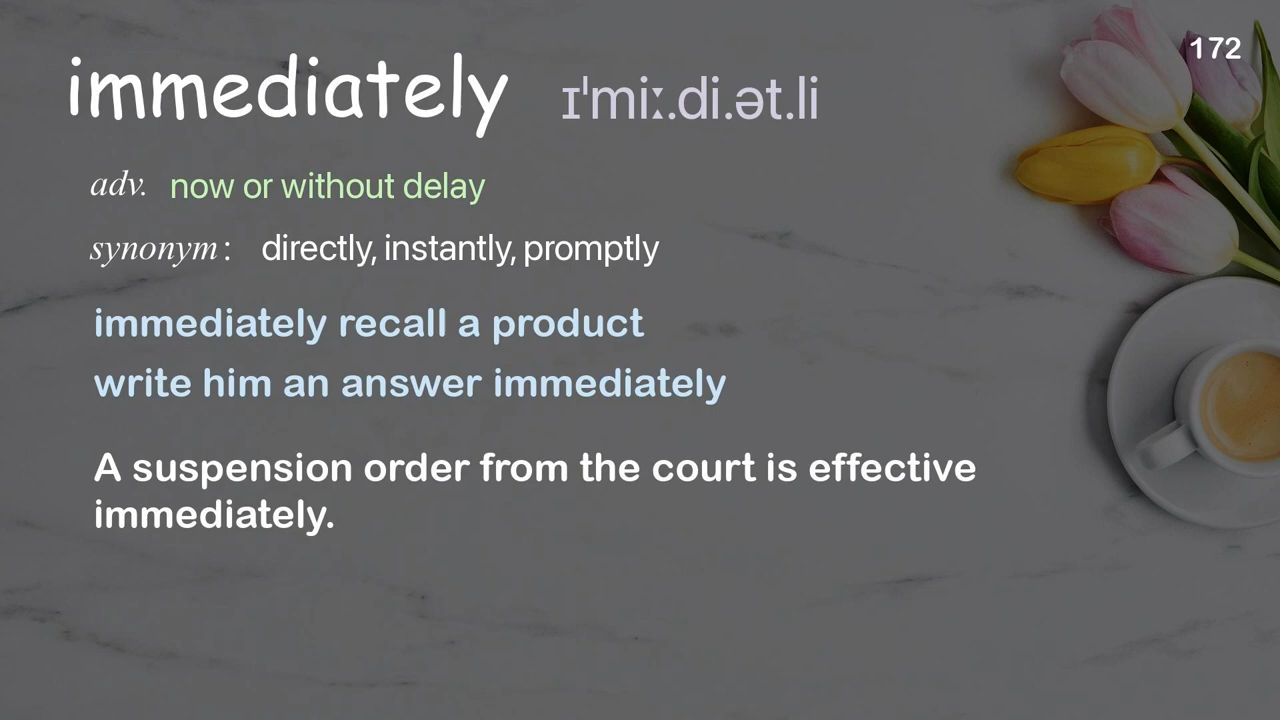 172
immediately ɪˈmiː.di.ət.li
adv. now or without delay
synonym: directly, instantly, promptly
immediately recall a product
write him an answer immediately
A suspension order from the court is effective
immediately.